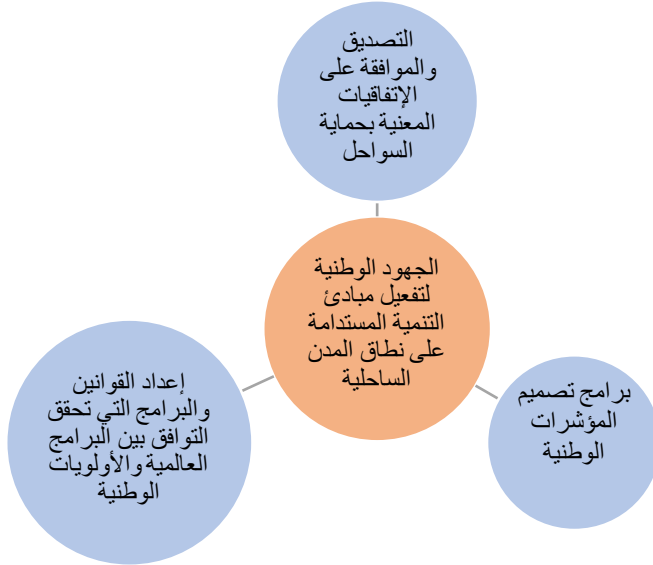 التصديق
والموافقة على
الإتفاقيات
المعنية بحماية
السواحل
الجهود الوطنية
لتفعيل مبادئ
التنمية المستدامة
على نطاق المدن
الساحلية
برامج تصميم
المؤشرات
الوطنية
إعداد القوانين
والبرامج التي تحقق
التوافق بين البرامج
العالمية والأولويات
الوطنية